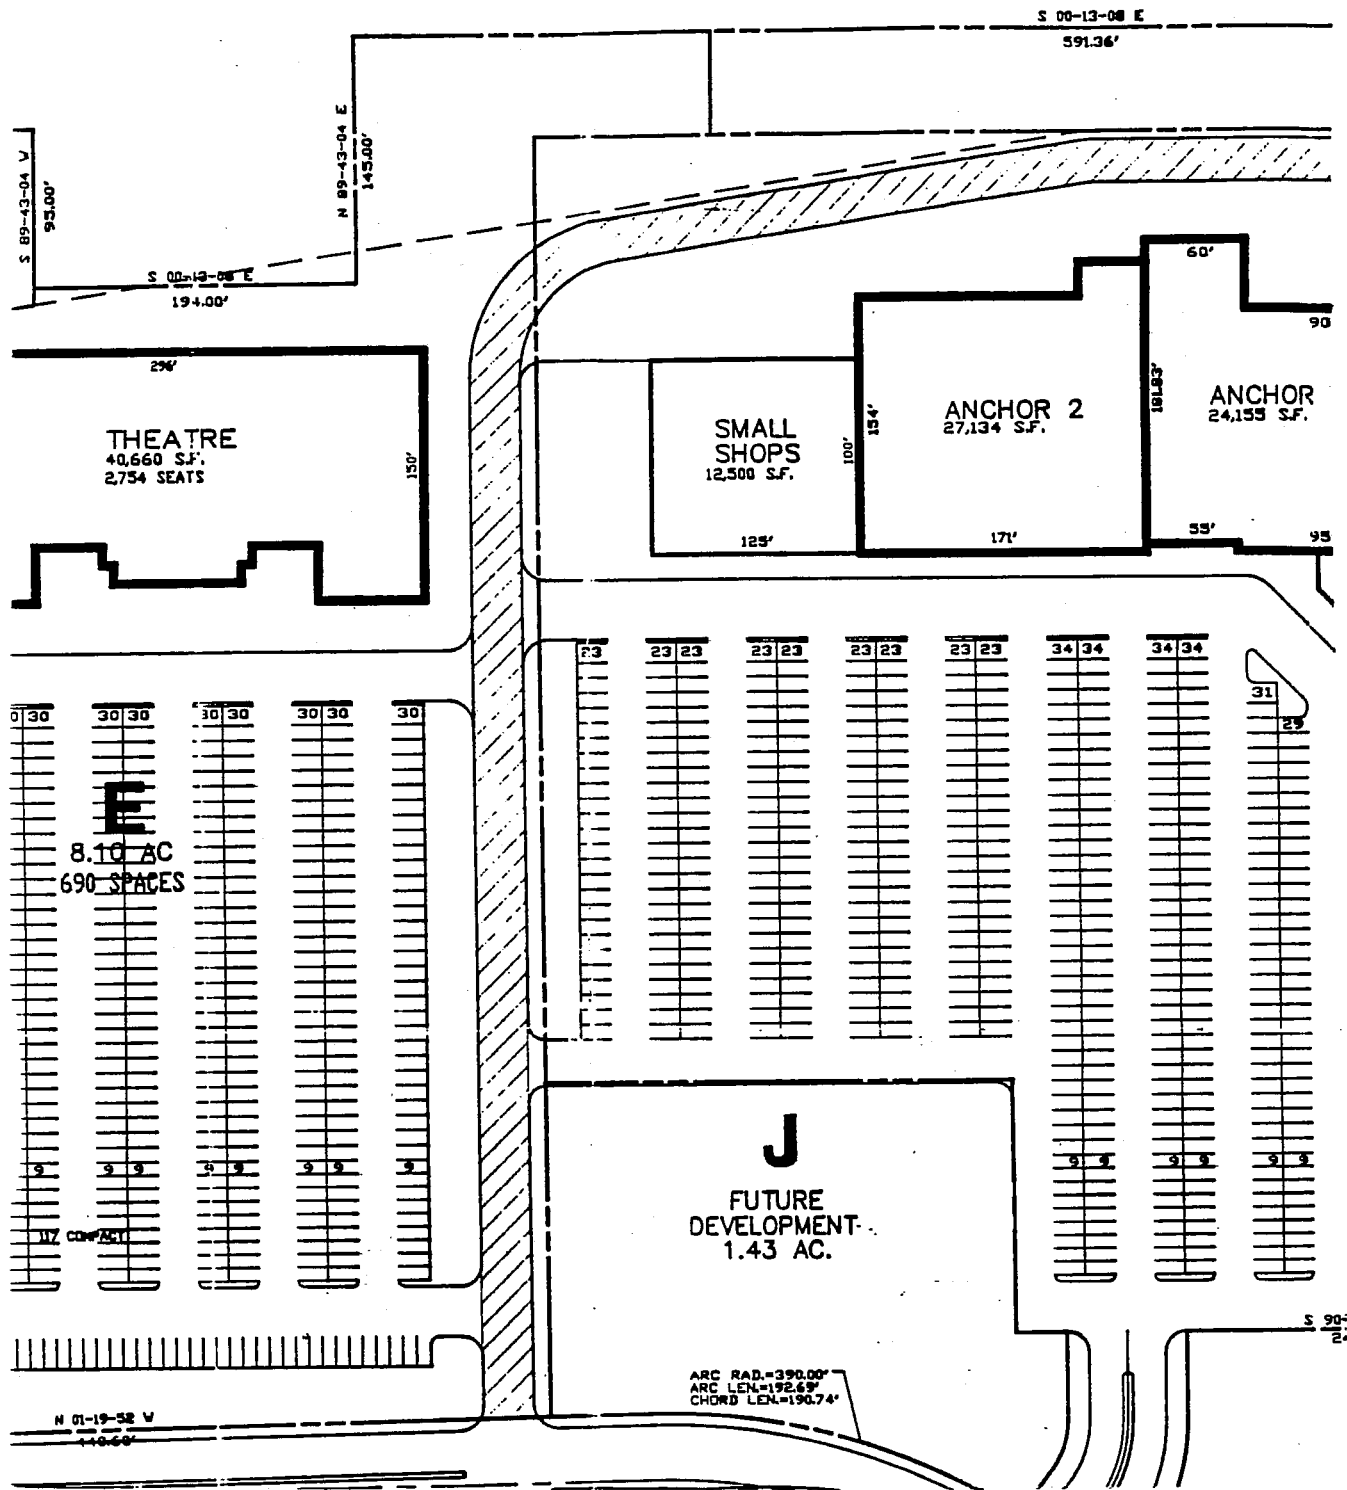 S 00-13-08 E
591.36'
S 89-43-04 W
95.00'
N 89-43-04 E
145.00'
S 00-13-08 E
194.00'
60'
90
296'
THEATRE
40,660 S.F.
2,754 SEATS
150'
SMALL
SHOPS
12,500 S.F.
100'
154'
ANCHOR 2
27,134 S.F.
181.83'
ANCHOR
24,155 S.F.
125'
171'
55'
95
23 23 23 23 23 23 23 23 23 34 34 34 34
31
29
30 30 30 30 30 30 30 30
E
8.10 AC
690 SPACES
J
FUTURE
DEVELOPMENT
1.43 AC.
9 9 9 9 9 9
9 9 9 9 9 9 9 9
117 COMPACT
S 90-
ARC RAD.=390.00'
ARC LEN.=192.69'
CHORD LEN.=190.74'
N 01-19-52 W